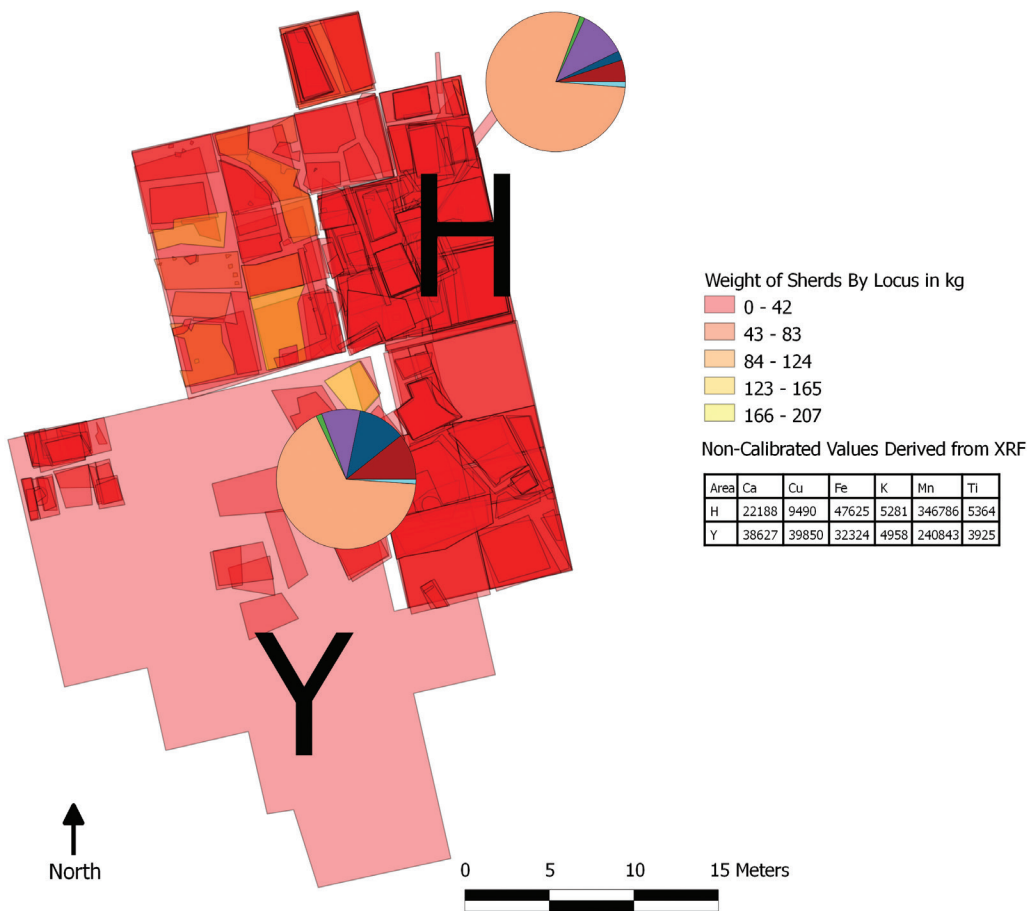 H
Y
Weight of Sherds By Locus in kg
0 - 42
43 - 83
84 - 124
123 - 165
166 - 207
Non-Calibrated Values Derived from XRF
Area Ca Cu Fe K Mn Ti
H 22188 9490 47625 5281 346786 5364
Y 38627 39850 32324 4958 240843 3925
North
0 5 10 15 Meters